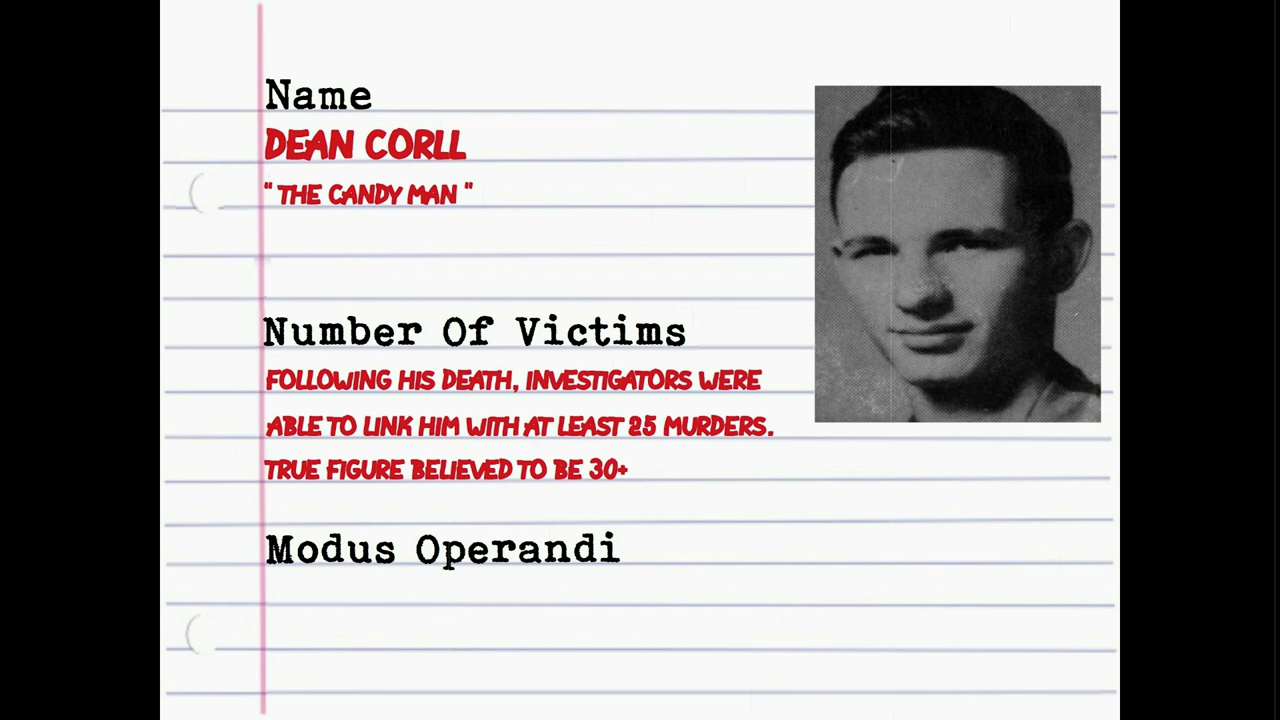 Name
DEAN CORLL
" THE CANDY MAN "
Number Of Victims
FOLLOWING HIS DEATH, INVESTIGATORS WERE
ABLE TO LINK HIM WITH AT LEAST 25 MURDERS.
TRUE FIGURE BELIEVED TO BE 30+
Modus Operandi